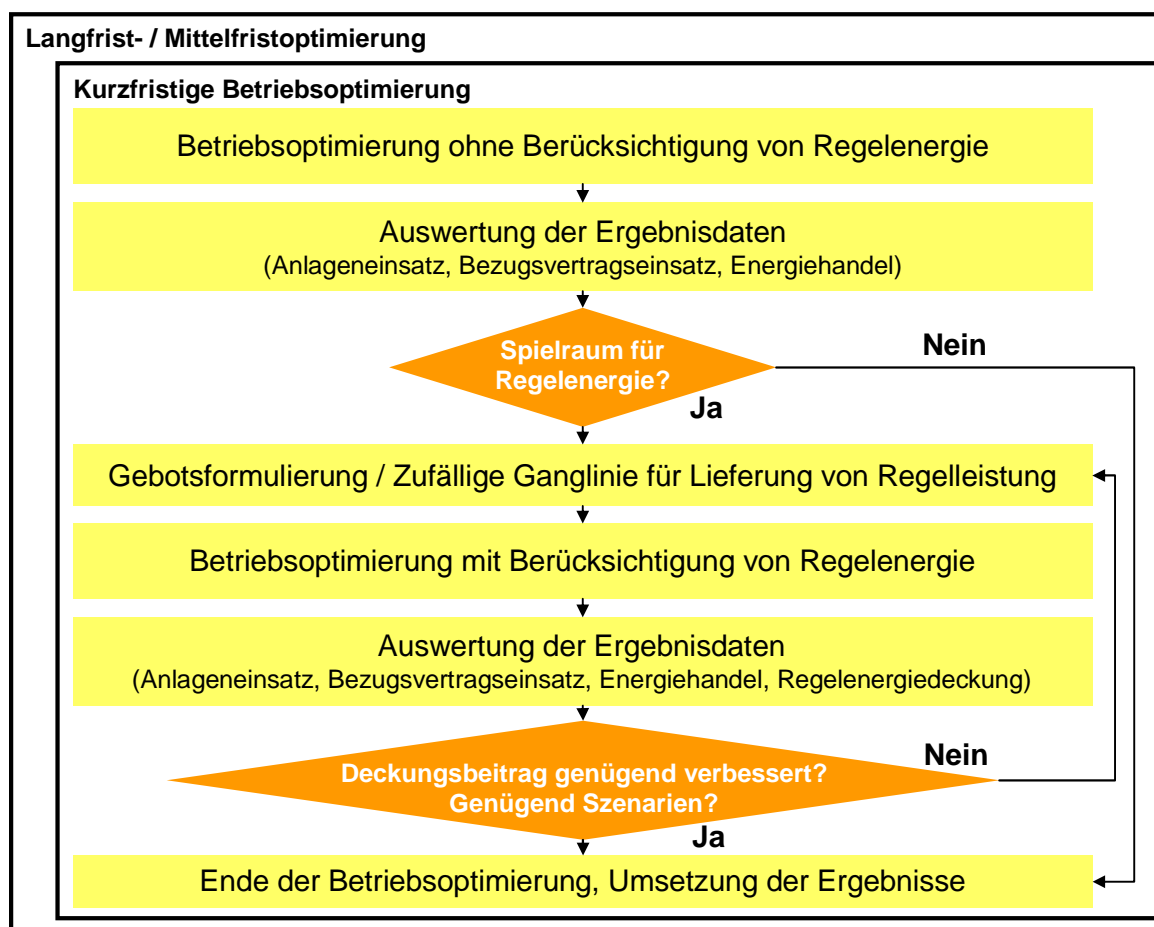 Langfrist- / Mittelfristoptimierung
Kurzfristige Betriebsoptimierung
Betriebsoptimierung ohne Berücksichtigung von Regelenergie
Auswertung der Ergebnisdaten
(Anlageneinsatz, Bezugsvertragseinsatz, Energiehandel)
Spielraum für
Regelenergie?
Nein
Ja
Gebotsformulierung / Zufällige Ganglinie für Lieferung von Regelleistung
Betriebsoptimierung mit Berücksichtigung von Regelenergie
Auswertung der Ergebnisdaten
(Anlageneinsatz, Bezugsvertragseinsatz, Energiehandel, Regelenergiedeckung)
Deckungsbeitrag genügend verbessert?
Genügend Szenarien?
Nein
Ja
Ende der Betriebsoptimierung, Umsetzung der Ergebnisse